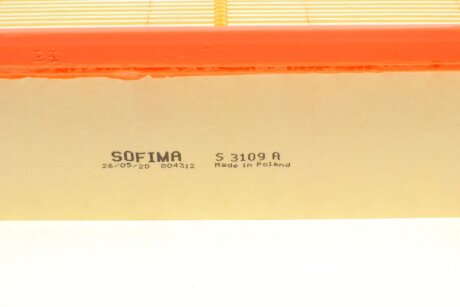 SOFIMA S 3109 A
26/05/20 004312 Made in Poland